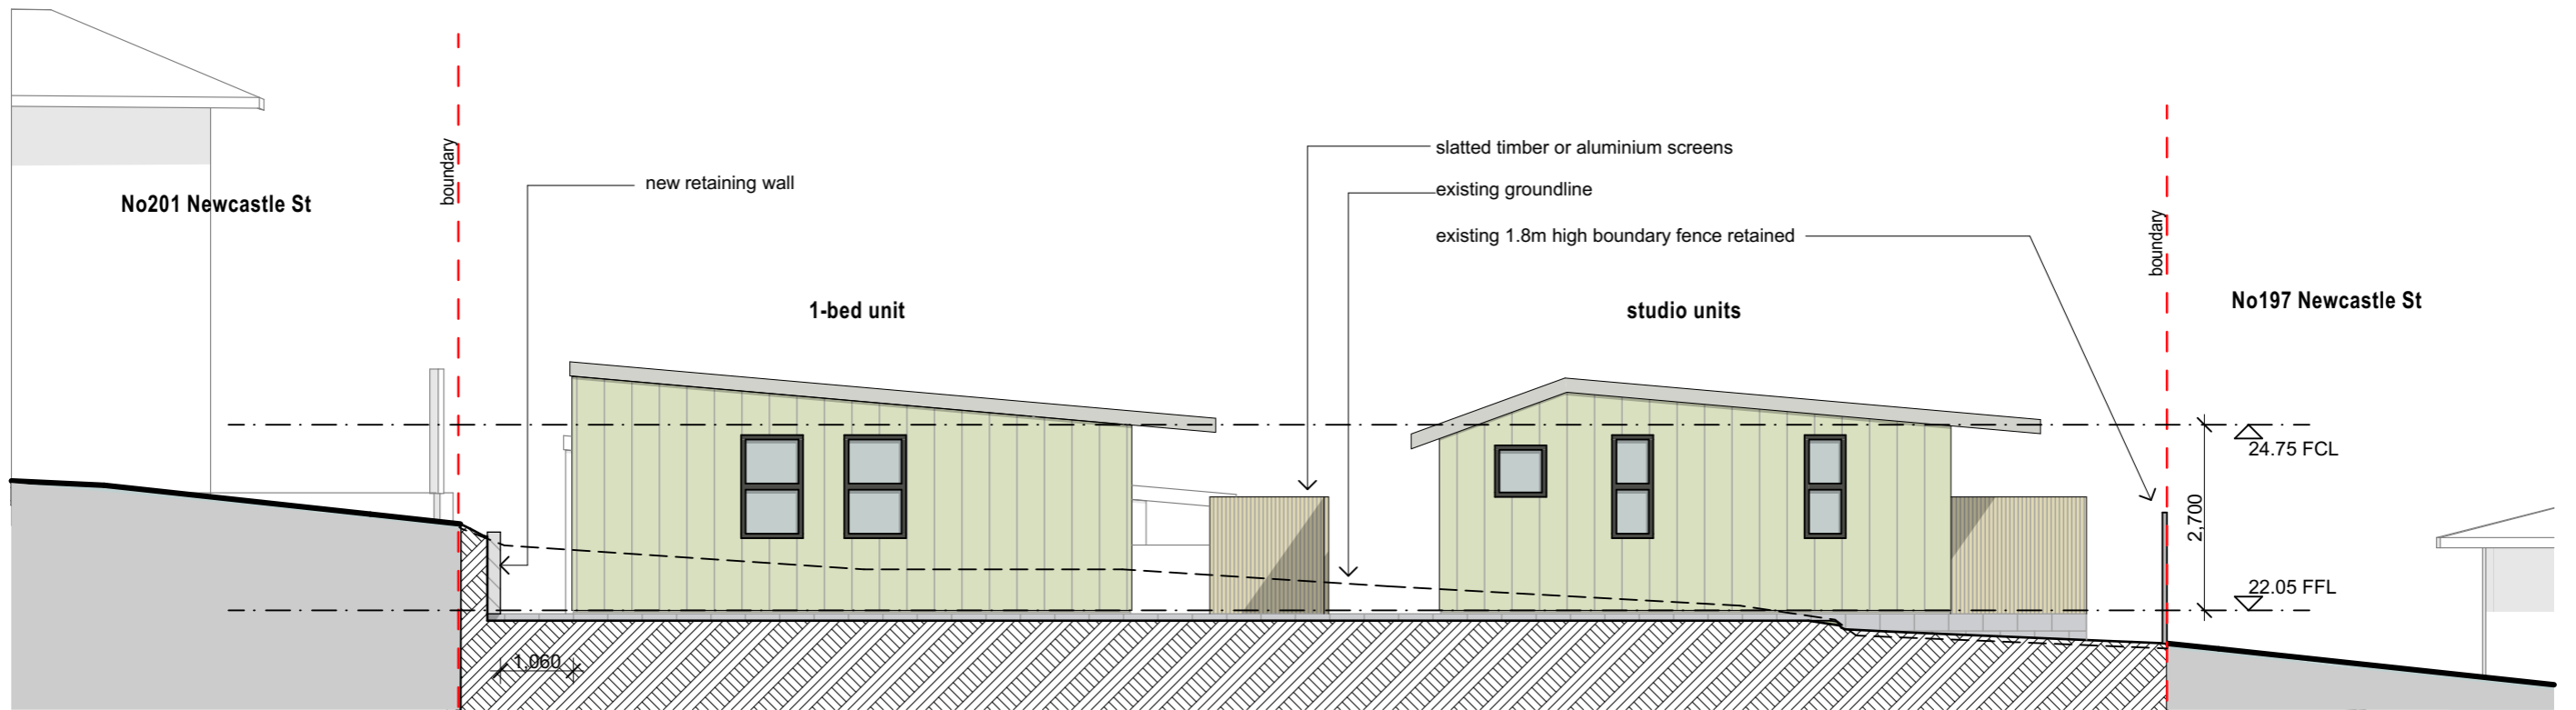 No201 Newcastle St
boundary
new retaining wall
1-bed unit
slatted timber or aluminium screens
existing groundline
existing 1.8m high boundary fence retained
studio units
boundary
No197 Newcastle St
24.75 FCL
2,700
22.05 FFL
1,060